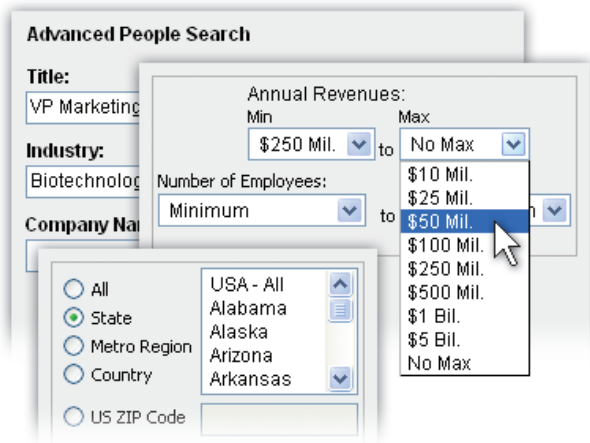 Advanced People Search
Title:
VP Marketing
Industry:
Biotechnolog
Company Na
Annual Revenues:
Min Max
$250 Mil. to No Max
$10 Mil.
$25 Mil.
$50 Mil.
$100 Mil.
$250 Mil.
$500 Mil.
$1 Bil.
$5 Bil.
No Max
Number of Employees:
Minimum to
All
State
Metro Region
Country
US ZIP Code
USA - All
Alabama
Alaska
Arizona
Arkansas